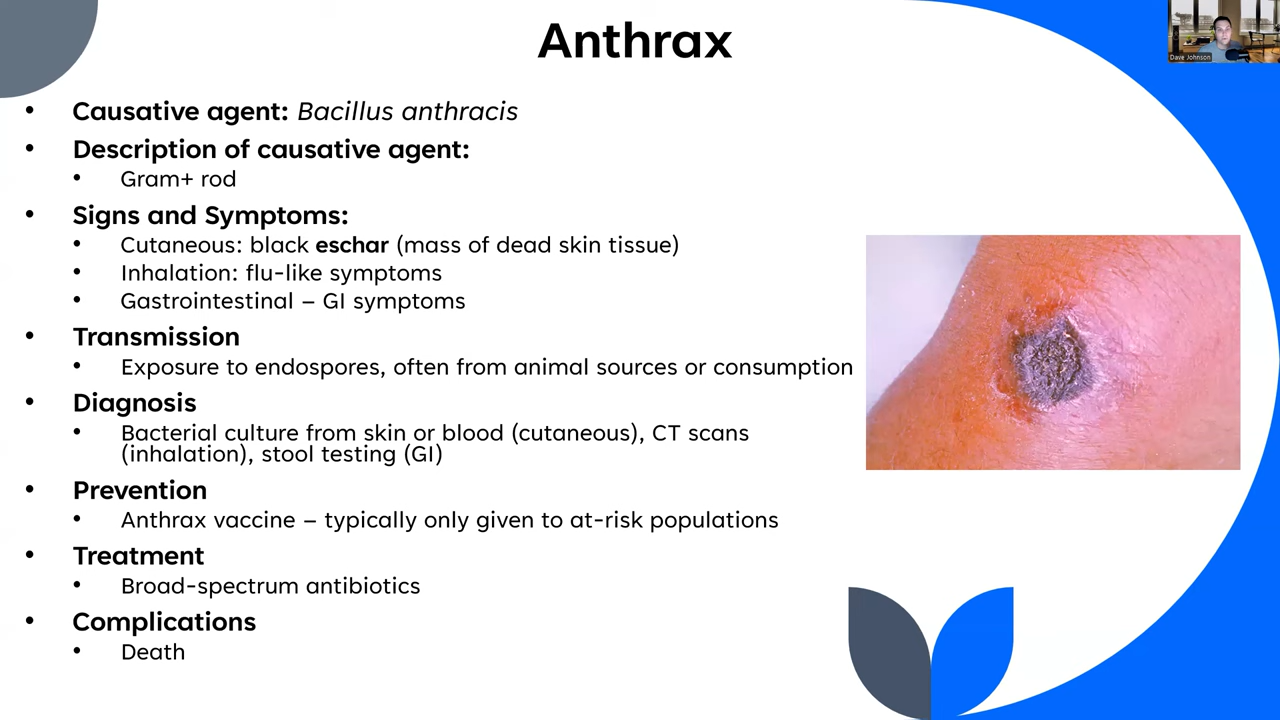 Anthrax
Dave Johnson
• Causative agent: Bacillus anthracis
• Description of causative agent:
• Gram+ rod
• Signs and Symptoms:
• Cutaneous: black eschar (mass of dead skin tissue)
• Inhalation: flu-like symptoms
• Gastrointestinal – GI symptoms
• Transmission
• Exposure to endospores, often from animal sources or consumption
• Diagnosis
• Bacterial culture from skin or blood (cutaneous), CT scans
(inhalation), stool testing (GI)
• Prevention
• Anthrax vaccine – typically only given to at-risk populations
• Treatment
• Broad-spectrum antibiotics
• Complications
• Death